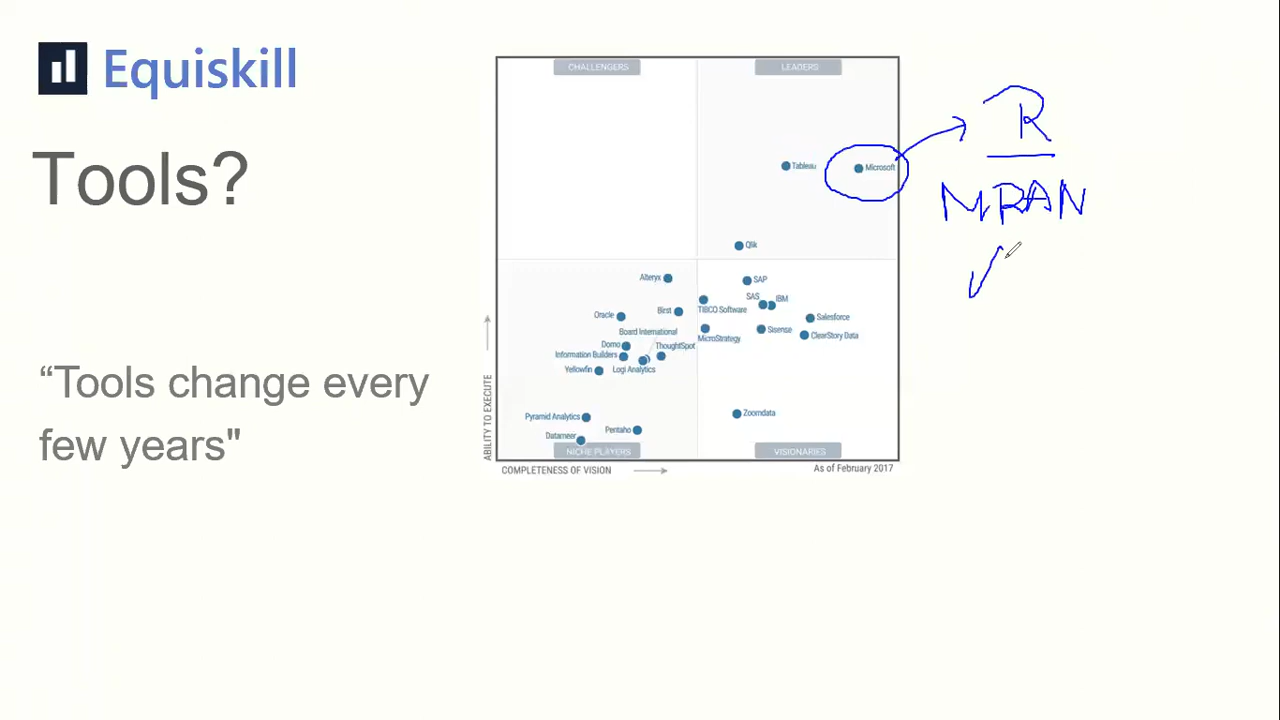 Equiskill
Tools?
“Tools change every
few years"
CHALLENGERS
LEADERS
Tableau
Microsoft
Qlik
Alteryx
SAP
SAS
IBM
Oracle
Birst
TIBCO Software
Salesforce
Board International
MicroStrategy
Sisense
ClearStory Data
Domo
ThoughtSpot
Information Builders
Yellowfin
Logi Analytics
Pyramid Analytics
Zoomdata
Datameer
Pentaho
NICHE PLAYERS
VISIONARIES
ABILITY TO EXECUTE
COMPLETENESS OF VISION
As of February 2017
R
MRAN